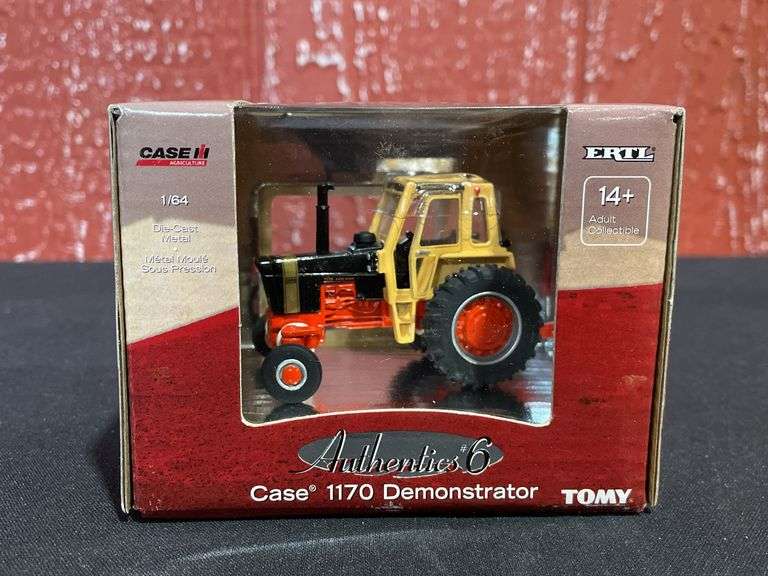 CASE IH
AGRICULTURE
1/64
Die-Cast
Metal
•
Métal Moulé
Sous Pression
ERTL
14+
Adult
Collectible
Authentics #6
Case® 1170 Demonstrator
TOMY